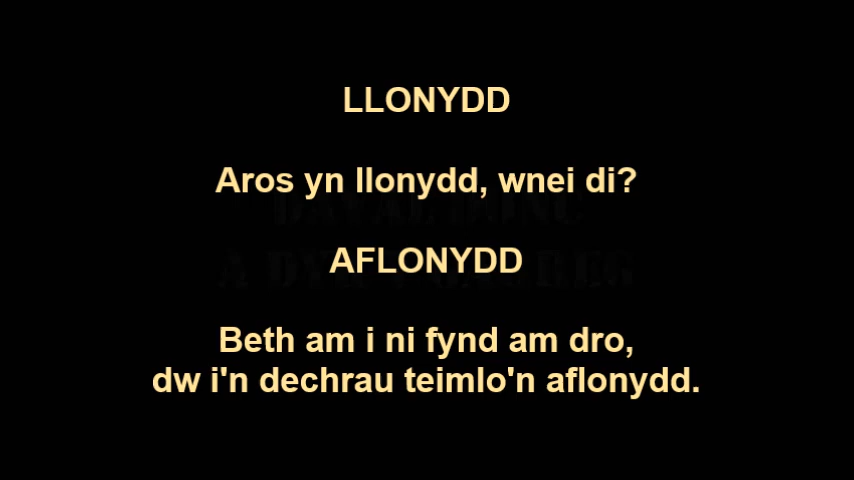 LLONYDD
Aros yn llonydd, wnei di?
AFLONYDD
Beth am i ni fynd am dro,
dw i'n dechrau teimlo'n aflonydd.